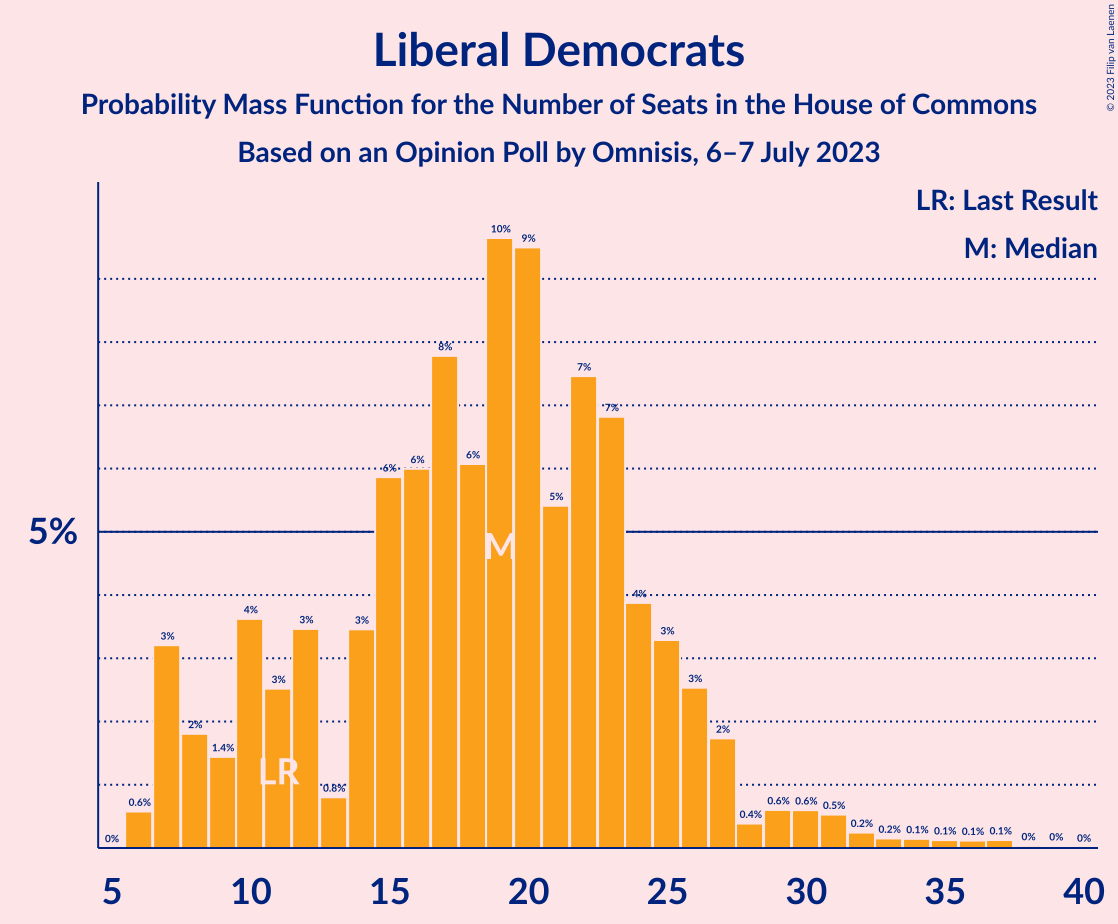 Liberal Democrats
Probability Mass Function for the Number of Seats in the House of Commons
Based on an Opinion Poll by Omnisis, 6–7 July 2023
© 2023 Filip van Laenen
LR: Last Result
M: Median
5%
0% 0.6% 3% 2% 1.4% 4% 3% 3% 0.8% 3% 6% 6% 8% 6% 10% 9% 5% 7% 7% 4% 3% 3% 2% 0.4% 0.6% 0.6% 0.5% 0.2% 0.2% 0.1% 0.1% 0.1% 0.1% 0% 0% 0%
M
LR
5 10 15 20 25 30 35 40